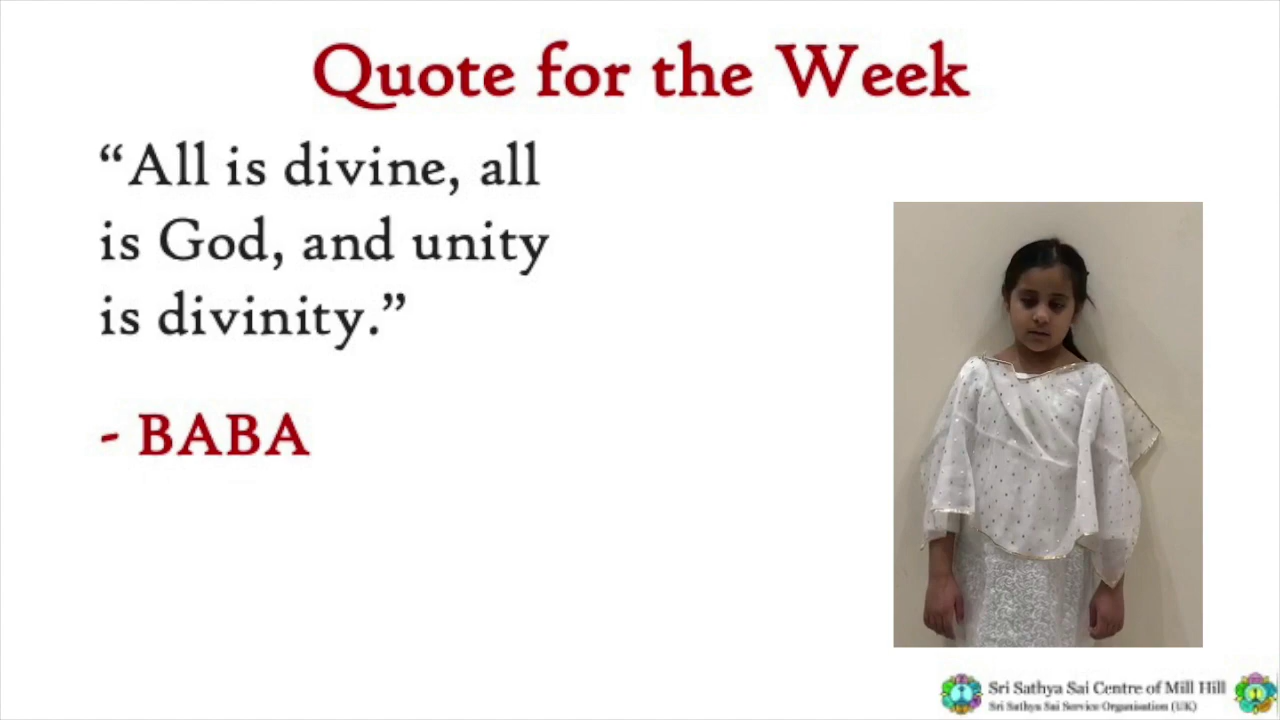 Quote for the Week
“All is divine, all
is God, and unity
is divinity.”
- BABA
Sri Sathya Sai Centre of Mill Hill
Sri Sathya Sai Service Organisation (UK)